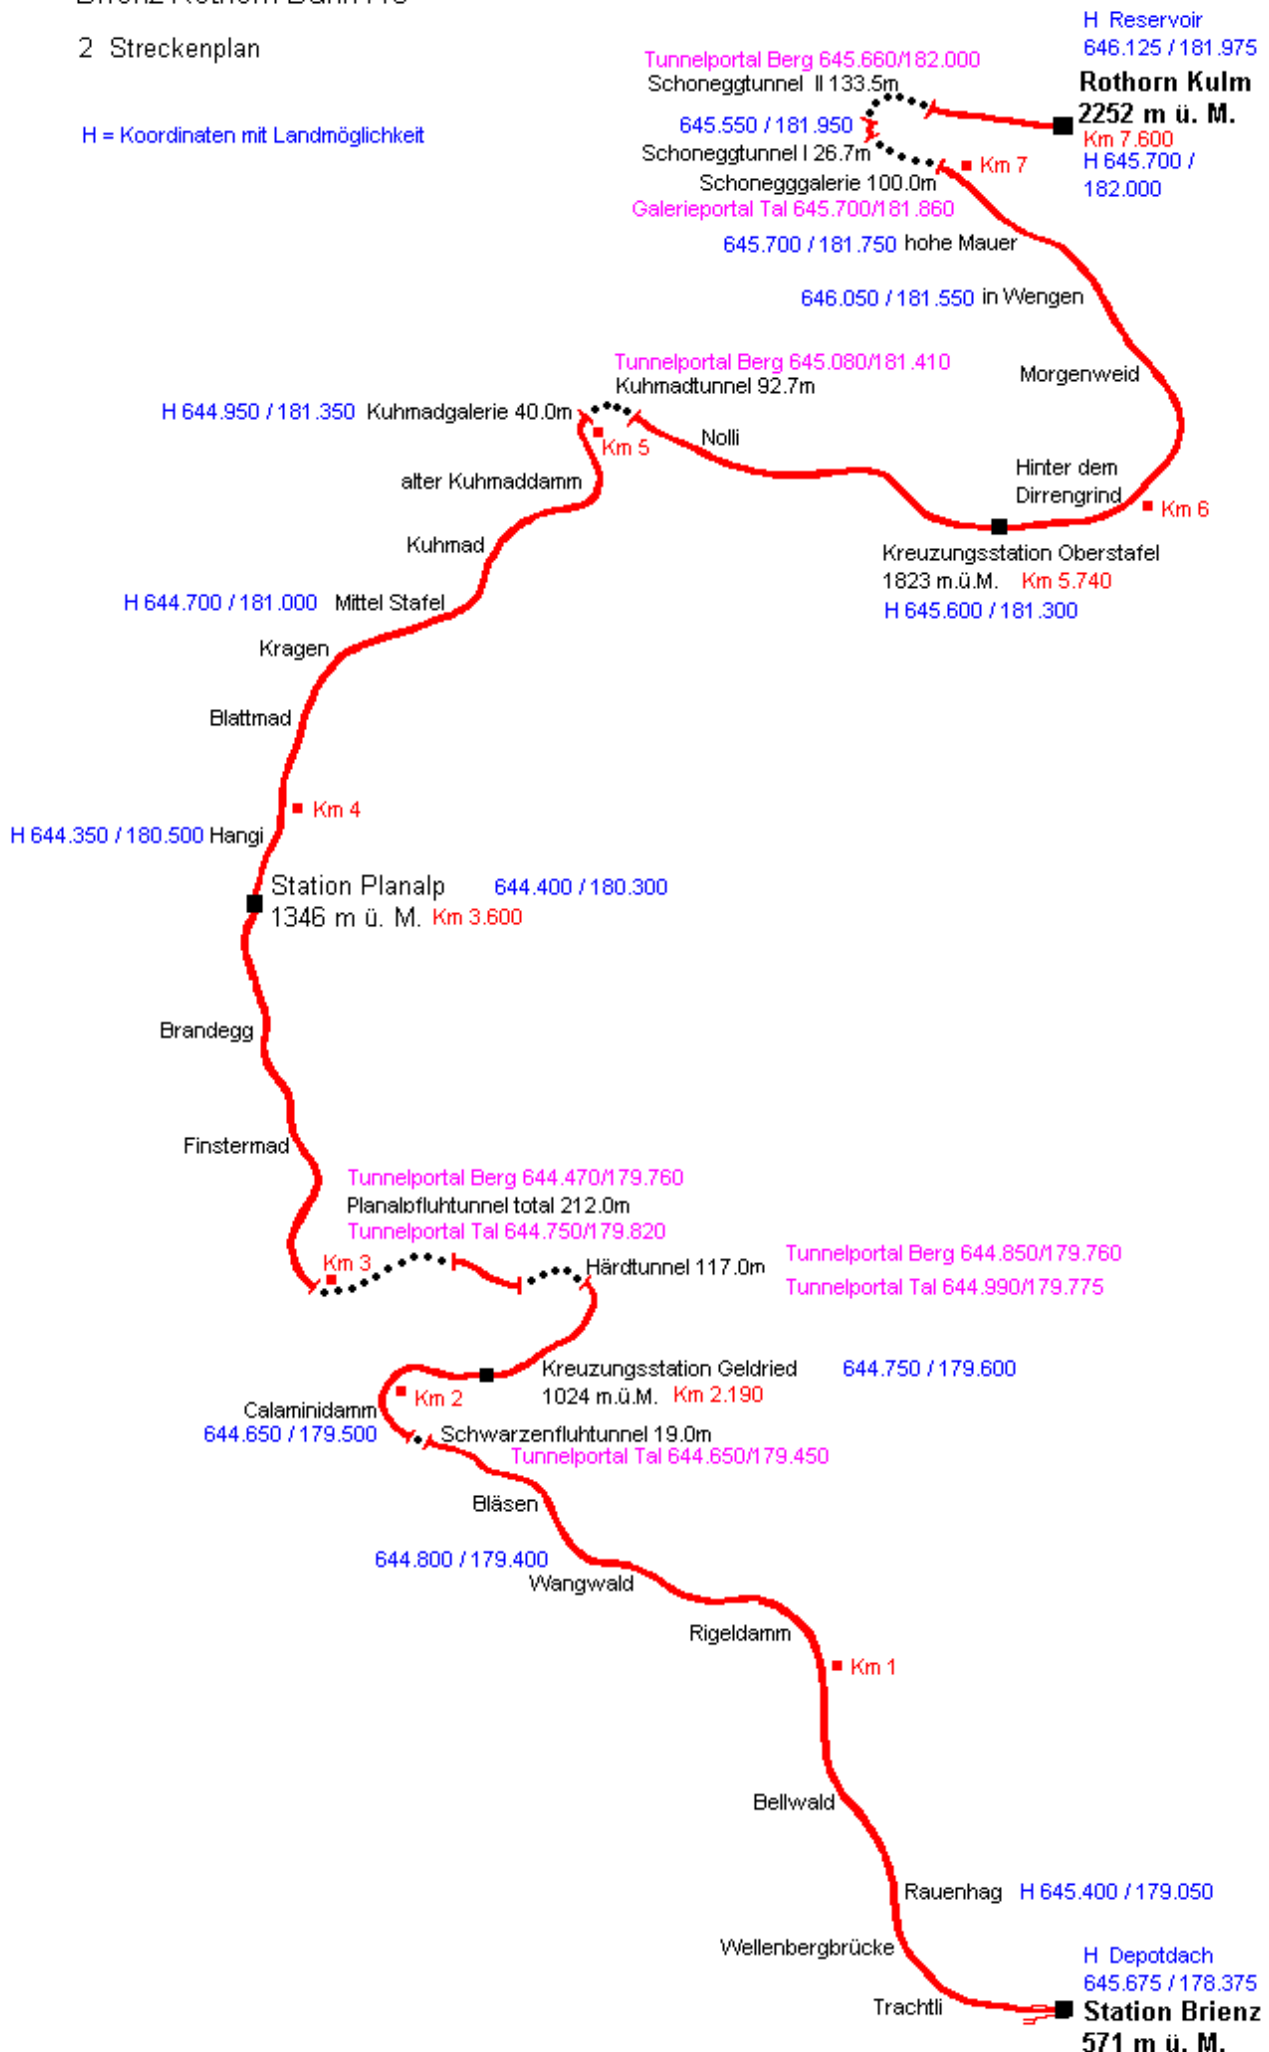 2 Streckenplan
H = Koordinaten mit Landmöglichkeit
H Reservoir
646.125 / 181.975
Rothorn Kulm
2252 m ü. M.
Km 7.600
H 645.700 /
182.000
Tunnelportal Berg 645.660/182.000
Schoneggtunnel II 133.5m
645.550 / 181.950
Schoneggtunnel I 26.7m
Km 7
Schonegggalerie 100.0m
Galerieportal Tal 645.700/181.860
645.700 / 181.750 hohe Mauer
646.050 / 181.550 in Wengen
Tunnelportal Berg 645.080/181.410
Morgenweid
Kuhmadtunnel 92.7m
H 644.950 / 181.350 Kuhmadgalerie 40.0m
Nolli
Km 5
Hinter dem
Dirrengrind
alter Kuhmaddamm
Km 6
Kuhmad
Kreuzungsstation Oberstafel
1823 m.ü.M. Km 5.740
H 645.600 / 181.300
H 644.700 / 181.000 Mittel Stafel
Kragen
Blattmad
Km 4
H 644.350 / 180.500 Hangi
Station Planalp 644.400 / 180.300
1346 m ü. M. Km 3.600
Brandegg
Finstermad
Tunnelportal Berg 644.470/179.760
Planalpfluhtunnel total 212.0m
Tunnelportal Tal 644.750/179.820
Km 3
Härdtunnel 117.0m
Tunnelportal Berg 644.850/179.760
Tunnelportal Tal 644.990/179.775
Kreuzungsstation Geldried 644.750 / 179.600
1024 m.ü.M. Km 2.190
Km 2
Calaminidamm
644.650 / 179.500
Schwarzenfluhtunnel 19.0m
Tunnelportal Tal 644.650/179.450
Bläsen
644.800 / 179.400
Wangwald
Rigeldamm
Km 1
Bellwald
Rauenhag H 645.400 / 179.050
Wellenbergbrücke
H Depotdach
645.675 / 178.375
Trachtli
Station Brienz
571 m ü. M.